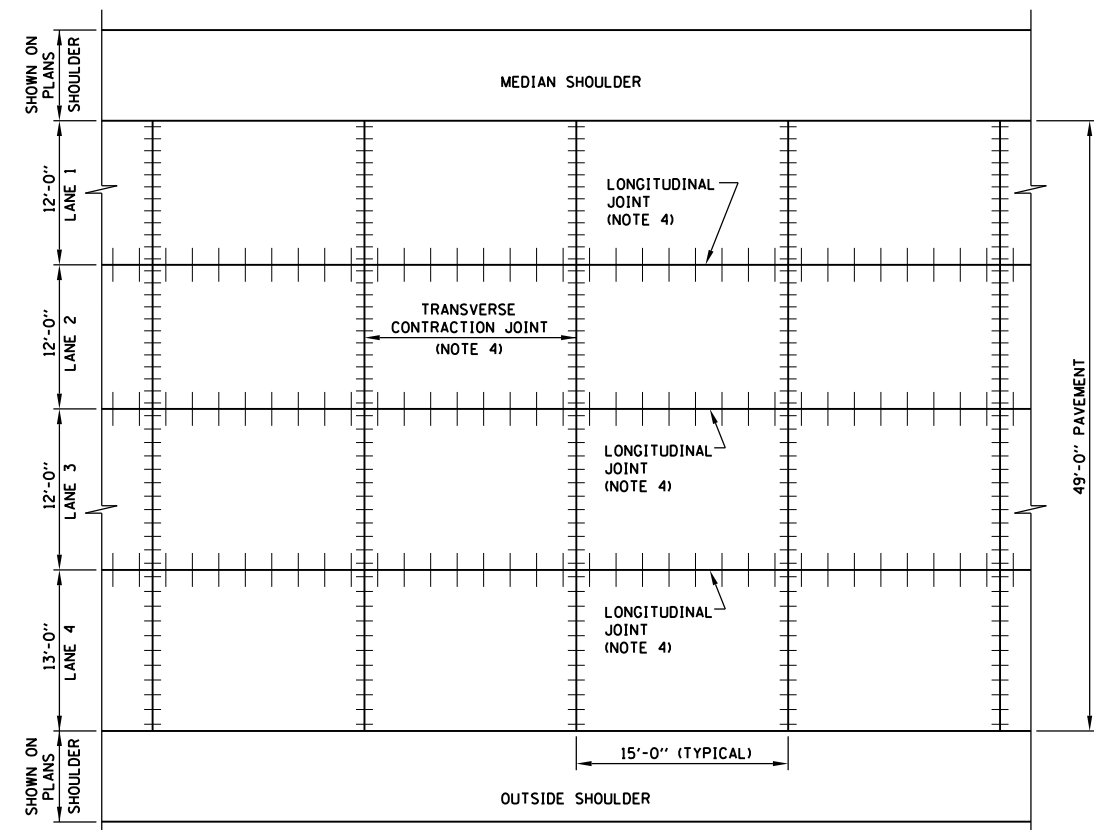 SHOWN ON
PLANS
SHOULDER
MEDIAN SHOULDER
12'-0"
LANE 1
LONGITUDINAL
JOINT
(NOTE 4)
12'-0"
LANE 2
TRANSVERSE
CONTRACTION JOINT
(NOTE 4)
49'-0" PAVEMENT
12'-0"
LANE 3
LONGITUDINAL
JOINT
(NOTE 4)
13'-0"
LANE 4
LONGITUDINAL
JOINT
(NOTE 4)
15'-0" (TYPICAL)
SHOWN ON
PLANS
SHOULDER
OUTSIDE SHOULDER